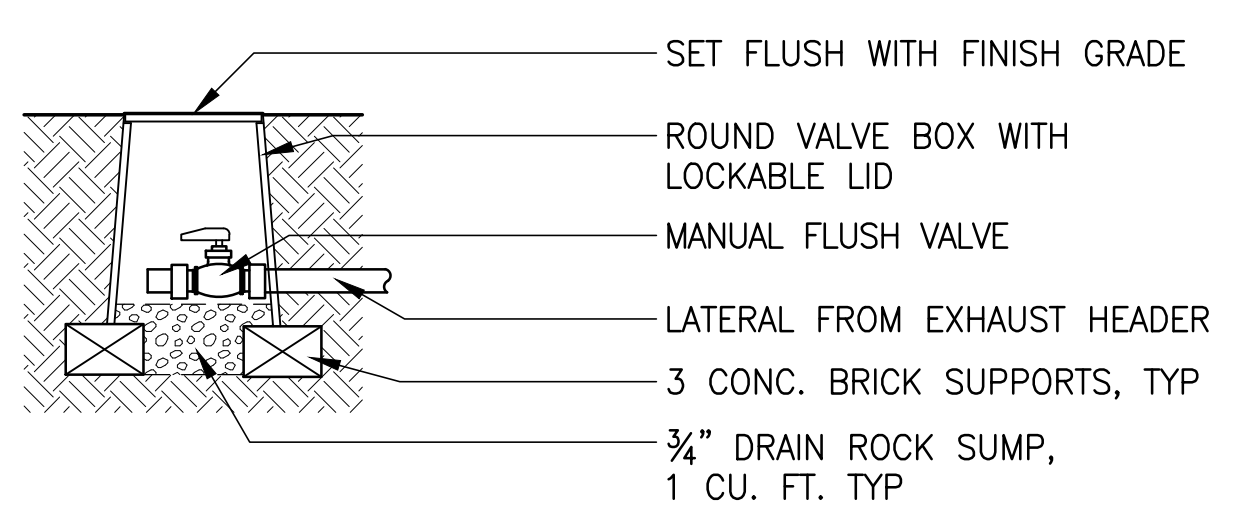 SET FLUSH WITH FINISH GRADE
ROUND VALVE BOX WITH
LOCKABLE LID
MANUAL FLUSH VALVE
LATERAL FROM EXHAUST HEADER
3 CONC. BRICK SUPPORTS, TYP
¾" DRAIN ROCK SUMP,
1 CU. FT. TYP